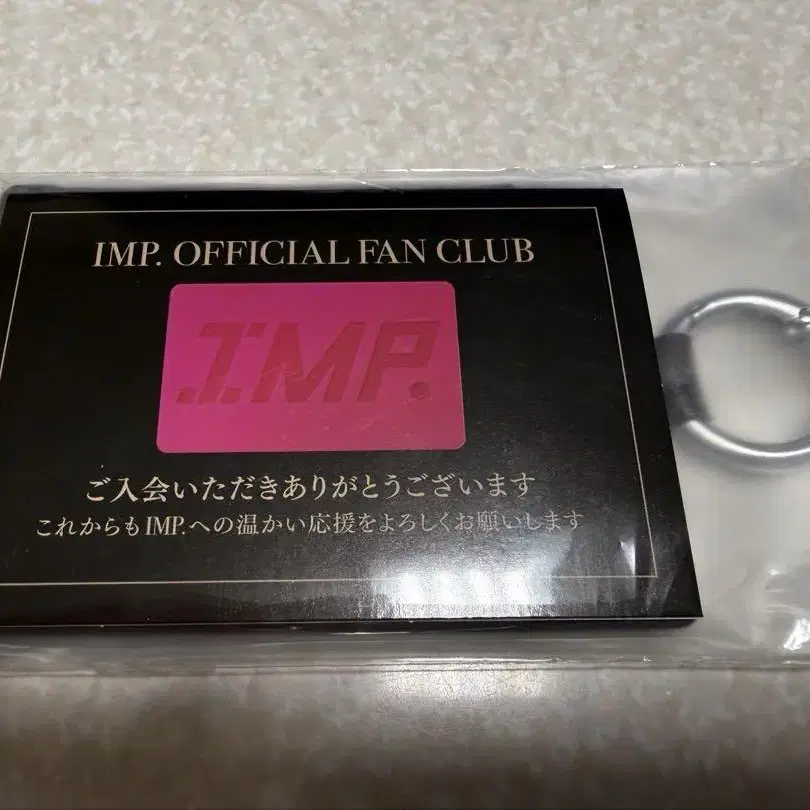 IMP. OFFICIAL FAN CLUB
IMP.
ご入会いただきありがとうございます
これからもIMP.への温かい応援をよろしくお願いします